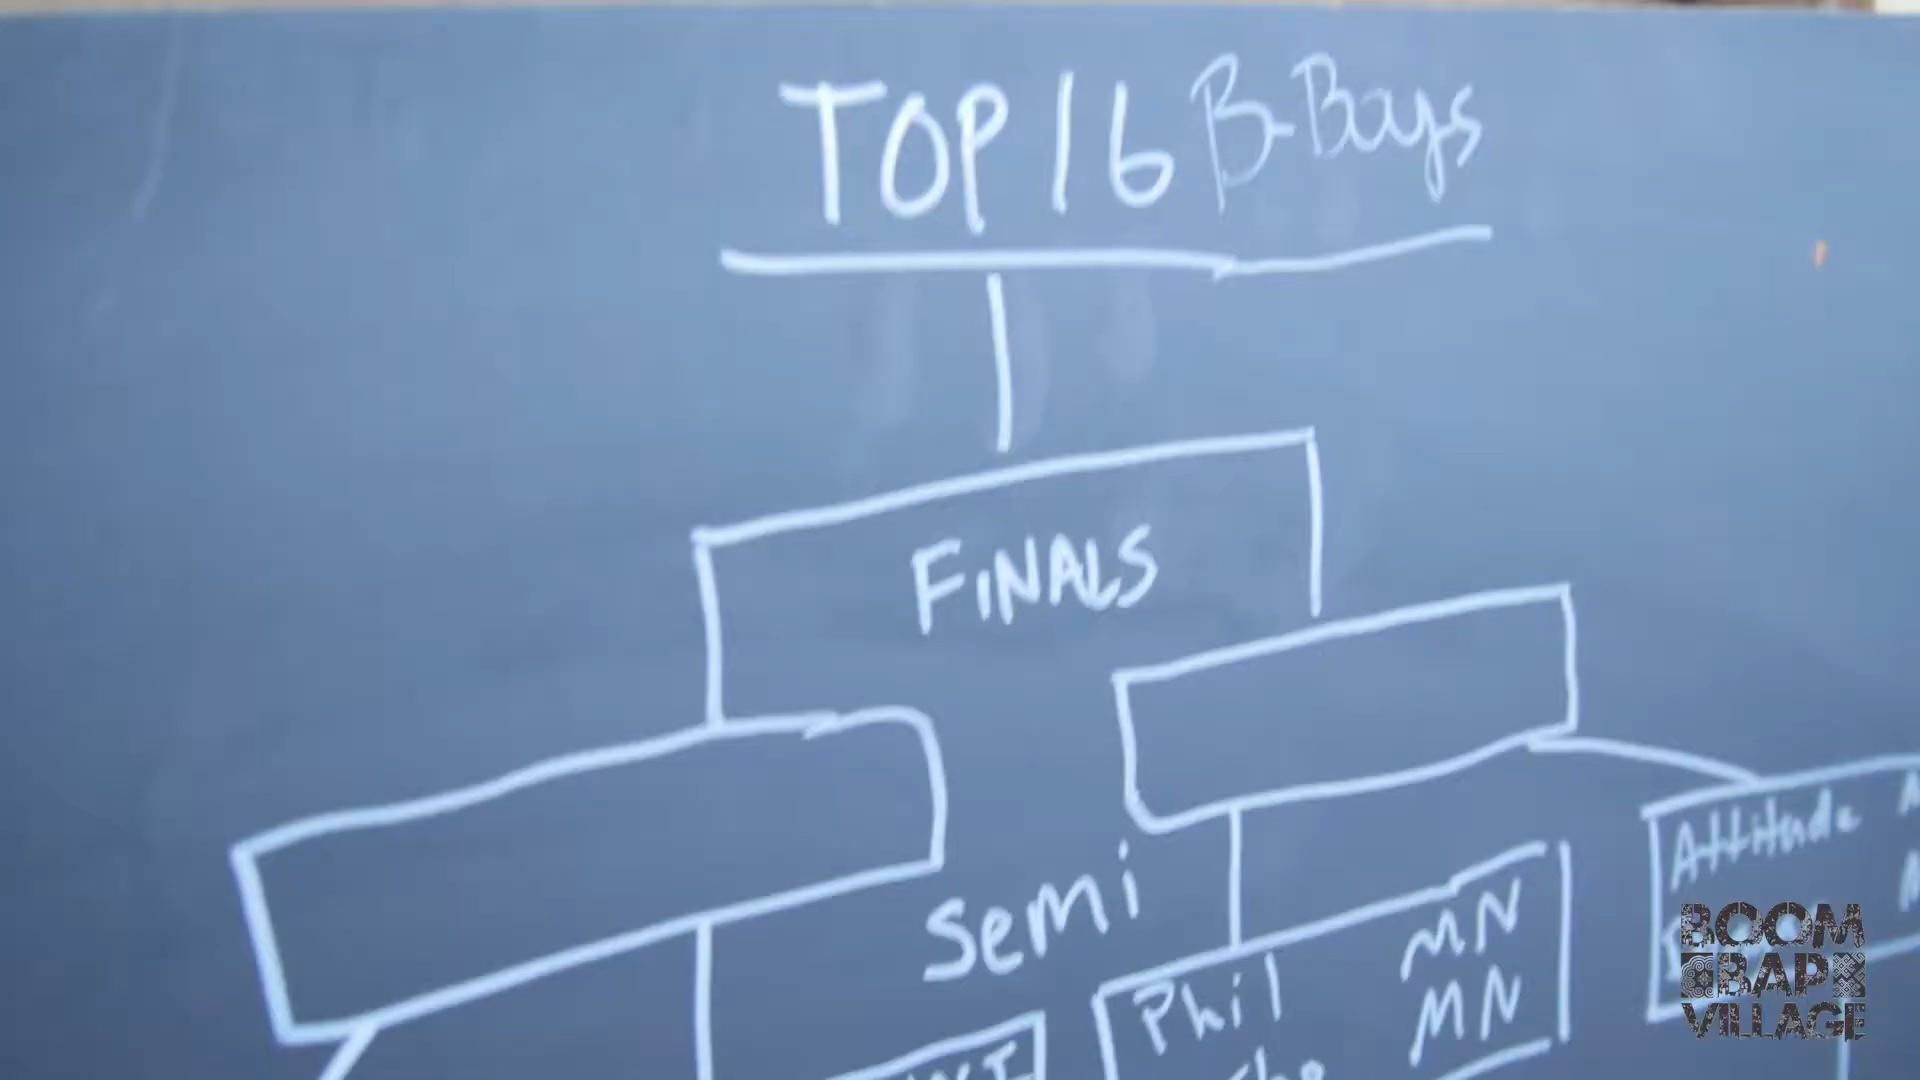 TOP 16 B-Boys
FINALS
Attitude
Semi
Phil MN
MN
BOOM
BAP
VILLAGE